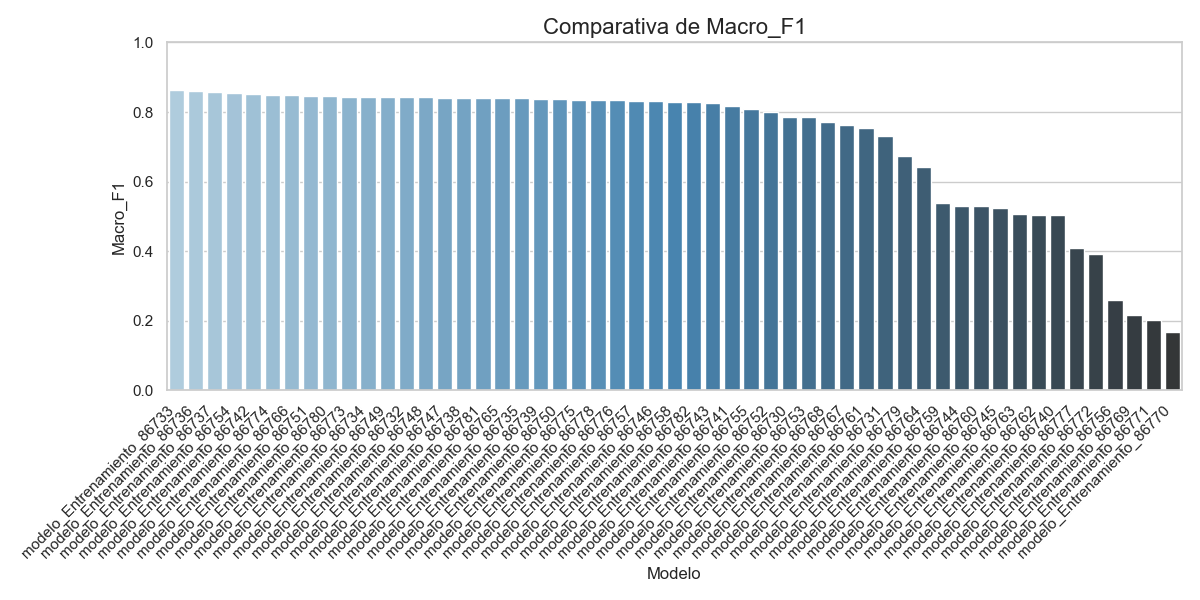 Comparativa de Macro_F1
Macro_F1
1.0
0.8
0.6
0.4
0.2
0.0
modelo_Entrenamiento_86733
modelo_Entrenamiento_86736
modelo_Entrenamiento_86737
modelo_Entrenamiento_86754
modelo_Entrenamiento_86742
modelo_Entrenamiento_86774
modelo_Entrenamiento_86766
modelo_Entrenamiento_86751
modelo_Entrenamiento_86780
modelo_Entrenamiento_86773
modelo_Entrenamiento_86734
modelo_Entrenamiento_86749
modelo_Entrenamiento_86732
modelo_Entrenamiento_86748
modelo_Entrenamiento_86747
modelo_Entrenamiento_86738
modelo_Entrenamiento_86781
modelo_Entrenamiento_86765
modelo_Entrenamiento_86735
modelo_Entrenamiento_86739
modelo_Entrenamiento_86750
modelo_Entrenamiento_86775
modelo_Entrenamiento_86778
modelo_Entrenamiento_86776
modelo_Entrenamiento_86757
modelo_Entrenamiento_86746
modelo_Entrenamiento_86758
modelo_Entrenamiento_86782
modelo_Entrenamiento_86743
modelo_Entrenamiento_86741
modelo_Entrenamiento_86755
modelo_Entrenamiento_86752
modelo_Entrenamiento_86730
modelo_Entrenamiento_86753
modelo_Entrenamiento_86768
modelo_Entrenamiento_86767
modelo_Entrenamiento_86761
modelo_Entrenamiento_86731
modelo_Entrenamiento_86779
modelo_Entrenamiento_86764
modelo_Entrenamiento_86759
modelo_Entrenamiento_86744
modelo_Entrenamiento_86760
modelo_Entrenamiento_86745
modelo_Entrenamiento_86763
modelo_Entrenamiento_86762
modelo_Entrenamiento_86740
modelo_Entrenamiento_86777
modelo_Entrenamiento_86772
modelo_Entrenamiento_86756
modelo_Entrenamiento_86769
modelo_Entrenamiento_86771
modelo_Entrenamiento_86770
Modelo